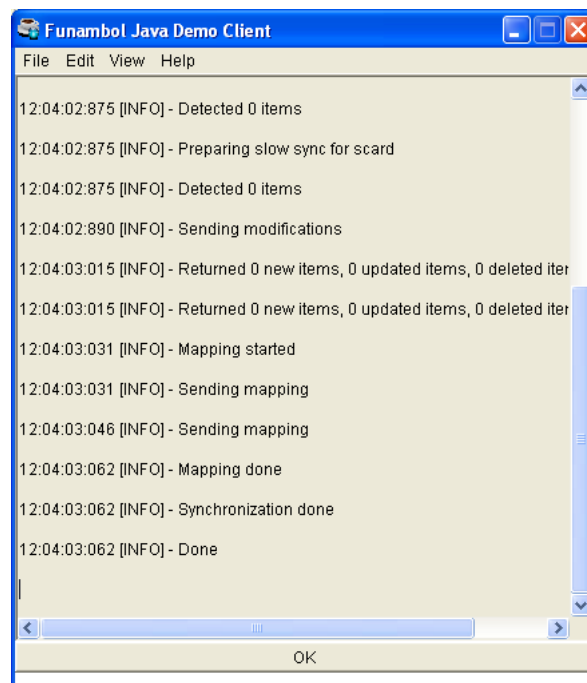 Funambol Java Demo Client
File Edit View Help
12:04:02:875 [INFO] - Detected 0 items
12:04:02:875 [INFO] - Preparing slow sync for scard
12:04:02:875 [INFO] - Detected 0 items
12:04:02:890 [INFO] - Sending modifications
12:04:03:015 [INFO] - Returned 0 new items, 0 updated items, 0 deleted iter
12:04:03:015 [INFO] - Returned 0 new items, 0 updated items, 0 deleted iter
12:04:03:031 [INFO] - Mapping started
12:04:03:031 [INFO] - Sending mapping
12:04:03:046 [INFO] - Sending mapping
12:04:03:062 [INFO] - Mapping done
12:04:03:062 [INFO] - Synchronization done
12:04:03:062 [INFO] - Done
OK